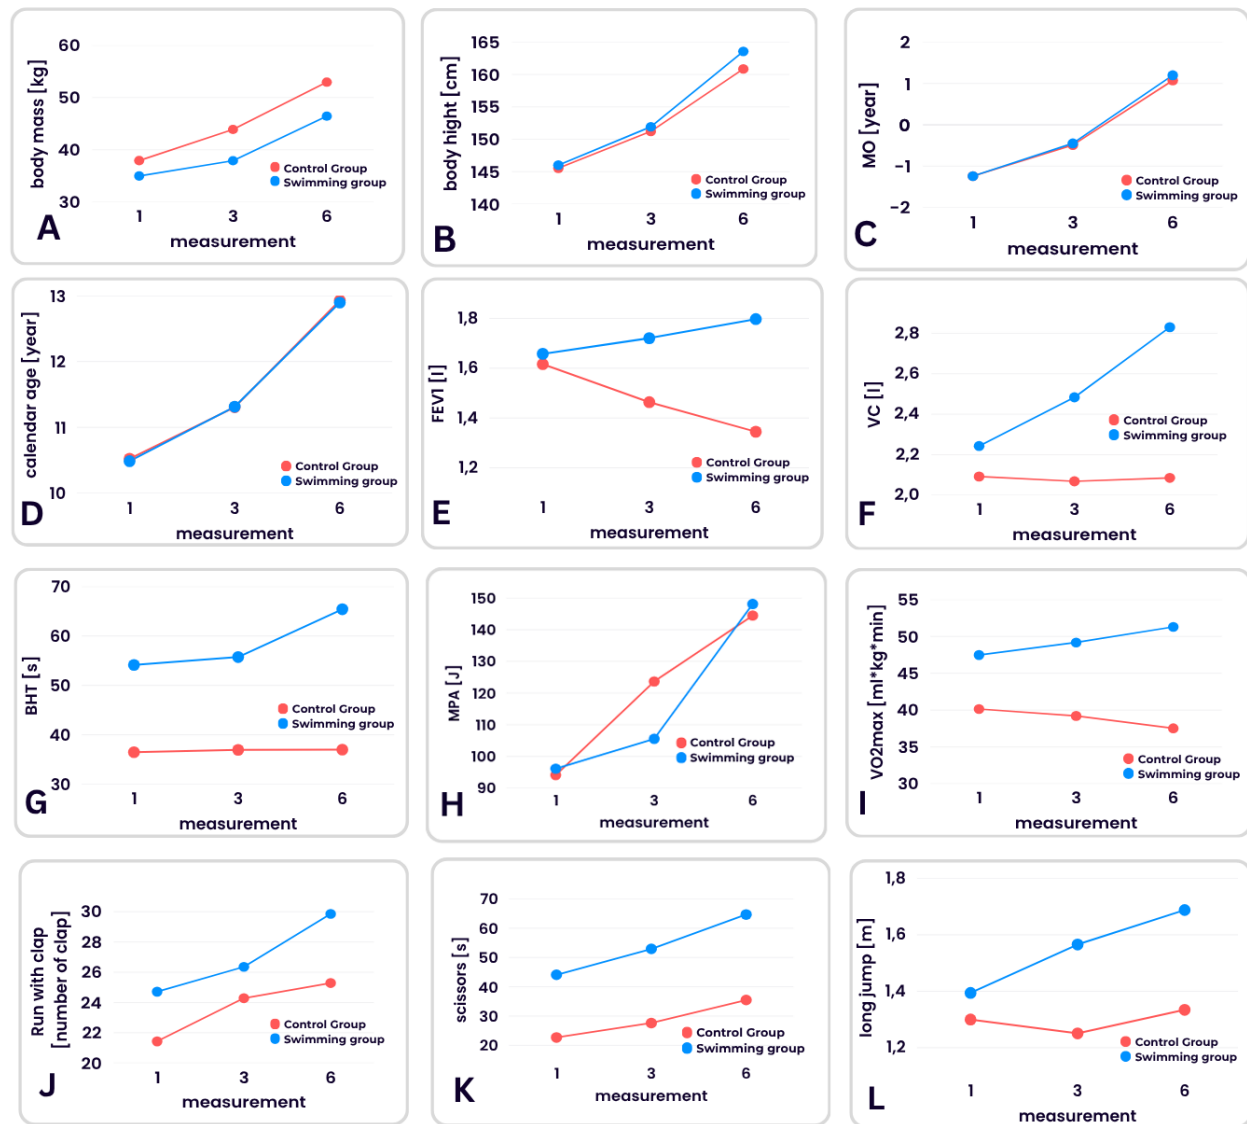 60
50
40
30
body mass [kg]
Control Group
Swimming group
1 3 6
measurement
A
165
160
155
150
145
140
body hight [cm]
Control Group
Swimming group
1 3 6
measurement
B
2
1
0
−1
−2
MO [year]
Control Group
Swimming group
1 3 6
measurement
C
13
12
11
10
calendar age [year]
Control Group
Swimming group
1 3 6
measurement
D
1,8
1,6
1,4
1,2
FEV1 [l]
Control Group
Swimming group
1 3 6
measurement
E
2,8
2,6
2,4
2,2
2,0
VC [l]
Control Group
Swimming group
1 3 6
measurement
F
70
60
50
40
30
BHT [s]
Control Group
Swimming group
1 3 6
measurement
G
150
140
130
120
110
100
90
MPA [J]
Control Group
Swimming group
1 3 6
measurement
H
55
50
45
40
35
30
VO2max [ml*kg*min]
Control Group
Swimming group
1 3 6
measurement
I
30
28
26
24
22
20
Run with clap
[number of clap]
Control Group
Swimming group
1 3 6
measurement
J
70
60
50
40
30
20
scissors [s]
Control Group
Swimming group
1 3 6
measurement
K
1,8
1,6
1,4
1,2
long jump [m]
Control Group
Swimming group
1 3 6
measurement
L